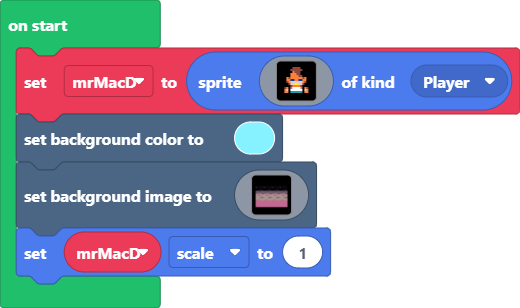 on start
set mrMacD to sprite of kind Player
set background color to
set background image to
set mrMacD scale to 1